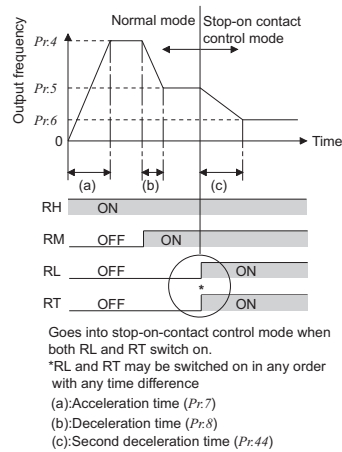 Normal mode
Stop-on contact
control mode
Output frequency
Pr.4
Pr.5
Pr.6
0
Time
(a)
(b)
(c)
RH
ON
RM
OFF
ON
RL
OFF
ON
*
RT
OFF
ON
Goes into stop-on-contact control mode when
both RL and RT switch on.
*RL and RT may be switched on in any order
with any time difference
(a):Acceleration time (Pr.7)
(b):Deceleration time (Pr.8)
(c):Second deceleration time (Pr.44)